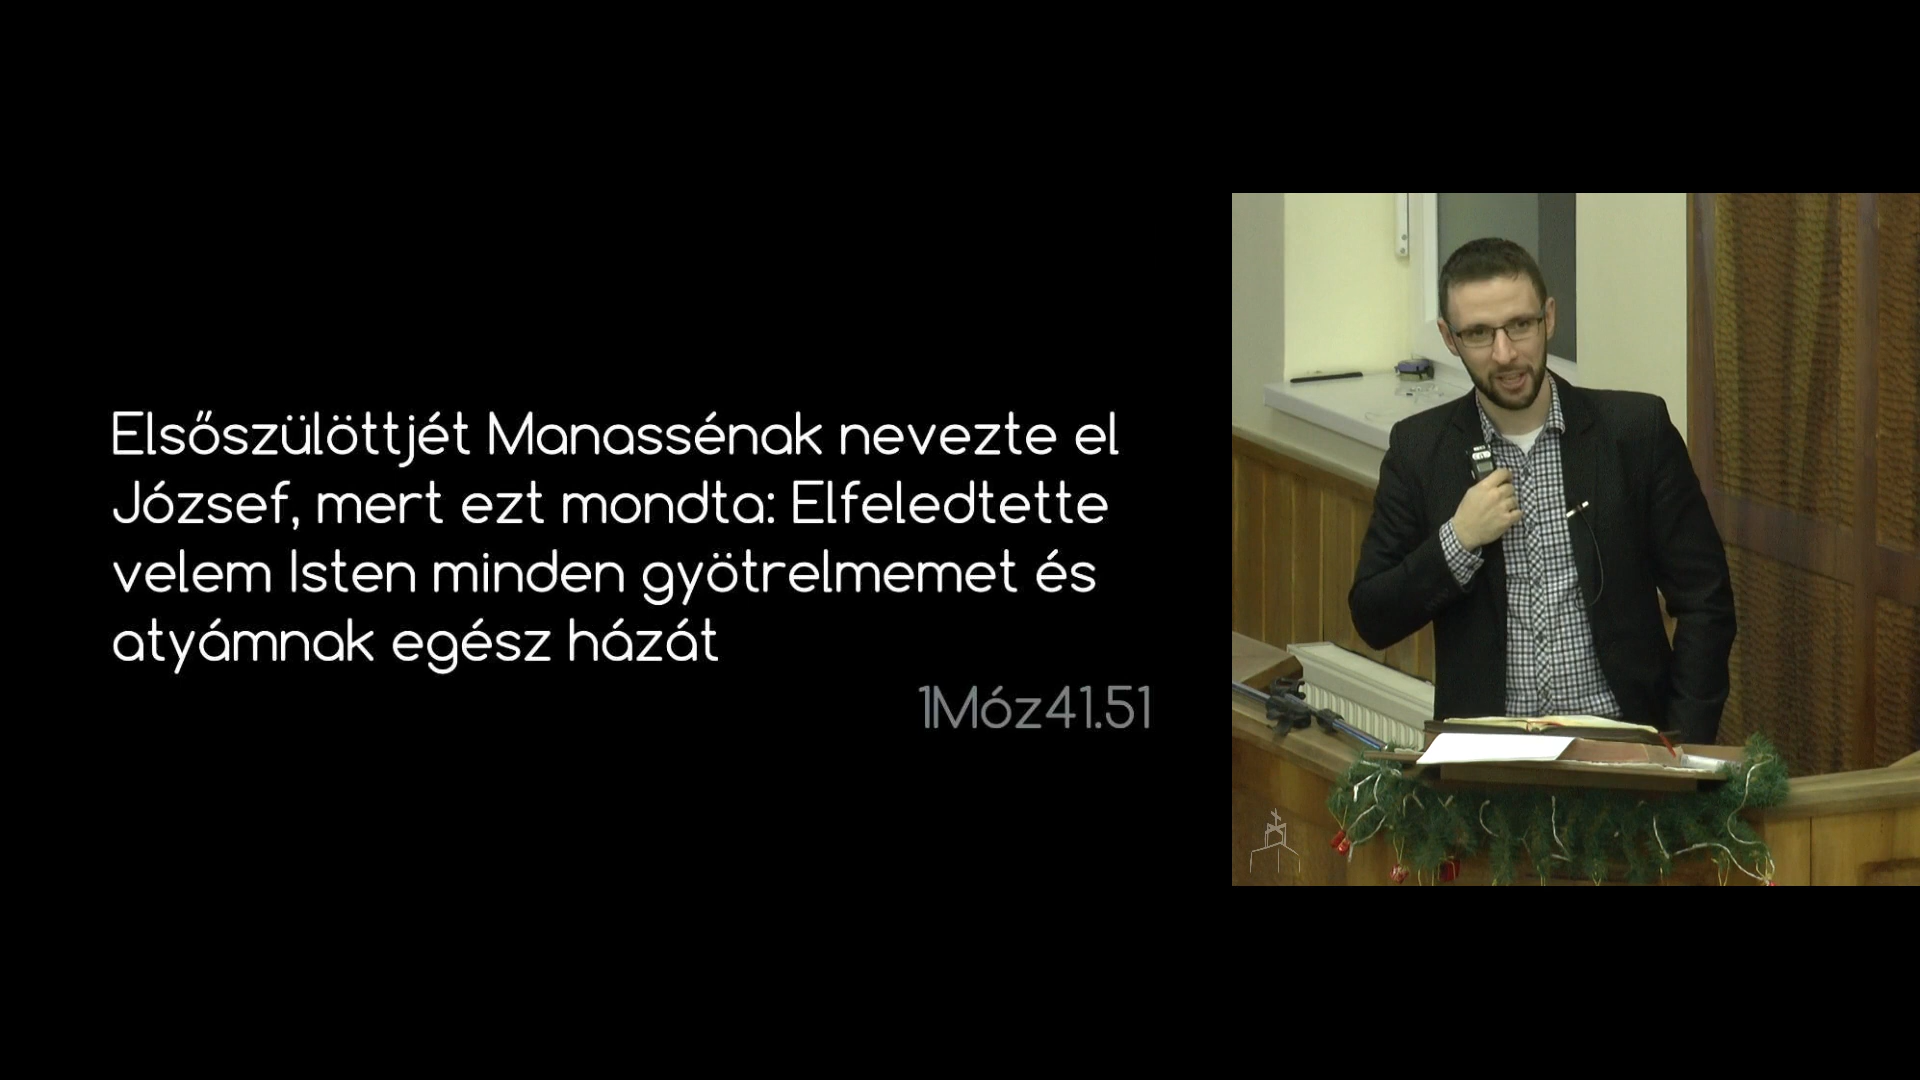 Elsőszülöttjét Manassénak nevezte el
József, mert ezt mondta: Elfeledtette
velem Isten minden gyötrelmemet és
atyámnak egész házát
1Móz41.51